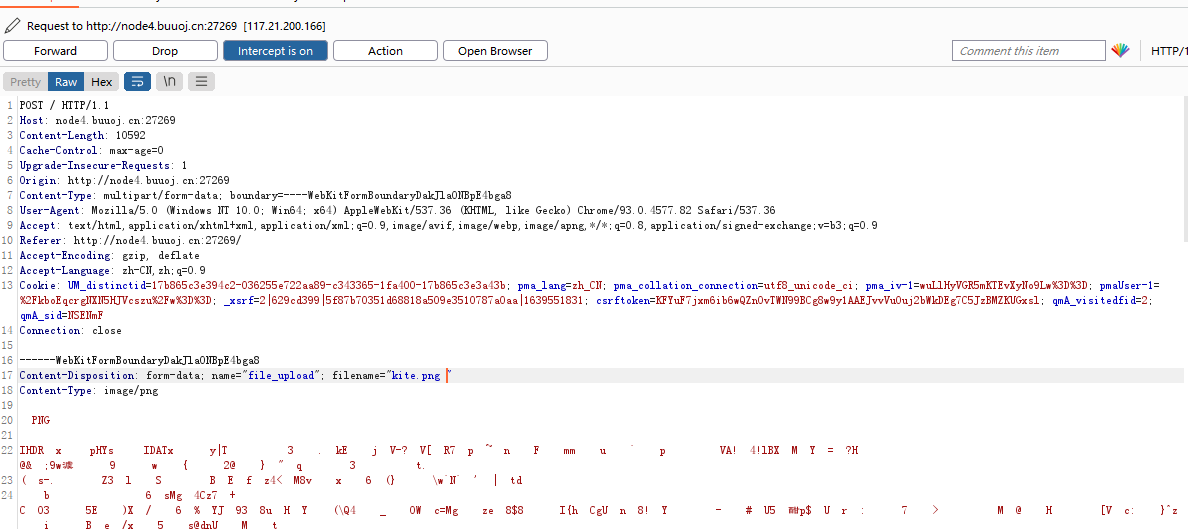 Request to http://node4.buuoj.cn:27269 [117.21.200.166]
Forward Drop Intercept is on Action Open Browser Comment this item HTTP/1
Pretty Raw Hex \n
1 POST / HTTP/1.1
2 Host: node4.buuoj.cn:27269
3 Content-Length: 10592
4 Cache-Control: max-age=0
5 Upgrade-Insecure-Requests: 1
6 Origin: http://node4.buuoj.cn:27269
7 Content-Type: multipart/form-data; boundary=----WebKitFormBoundaryDakJla0NBpE4bga8
8 User-Agent: Mozilla/5.0 (Windows NT 10.0; Win64; x64) AppleWebKit/537.36 (KHTML, like Gecko) Chrome/93.0.4577.82 Safari/537.36
9 Accept: text/html,application/xhtml+xml,application/xml;q=0.9,image/avif,image/webp,image/apng,*/*;q=0.8,application/signed-exchange;v=b3;q=0.9
10 Referer: http://node4.buuoj.cn:27269/
11 Accept-Encoding: gzip, deflate
12 Accept-Language: zh-CN,zh;q=0.9
13 Cookie: UM_distinctid=17b865c3e394c2-036255e722aa89-c343365-1fa400-17b865c3e3a43b; pma_lang=zh_CN; pma_collation_connection=utf8_unicode_ci; pma_iv-1=wuLlHyVGR5mKTEvXyNo9Lw%3D%3D; pmaUser-1=
%2FkboEqcrgNXN5HJVcszu%2Fw%3D%3D; _xsrf=2|629cd399|5f87b70351d68818a509e3510787a0aa|1639551831; csrftoken=KFYuF7jxm6ib6wQZnOvTWN99BCg8w9y1AAEJvvVuOuj2bWkDEg7C5JzBMZKUGxsl; qmA_visitedfid=2;
qmA_sid=NSENmF
14 Connection: close
15
16 ------WebKitFormBoundaryDakJla0NBpE4bga8
17 Content-Disposition: form-data; name="file_upload"; filename="kite.png "
18 Content-Type: image/png
19
20 PNG
21
22 IHDR x pHYs IDATx y|T 3 . kE j V-? V[ R7 p ~ n F mm u p VA! 4!lBX M Y = ?H
@& ;9w 9 w { 2@ } " q 3 t.
23 ( s-. Z3 l S B E f z4< M8v x 6 (} \w N ' | td
24 b 6 sMg 4Cz7 +
C 03 5E )X / 6 % YJ 93 8u H Y (\Q4 _ OW c=Mg ze 8$8 I{h CgU n 8! Y - # U5 p$ U r : 7 > M @ H [V c: }^z
i B e /x 5 s@dnU M t